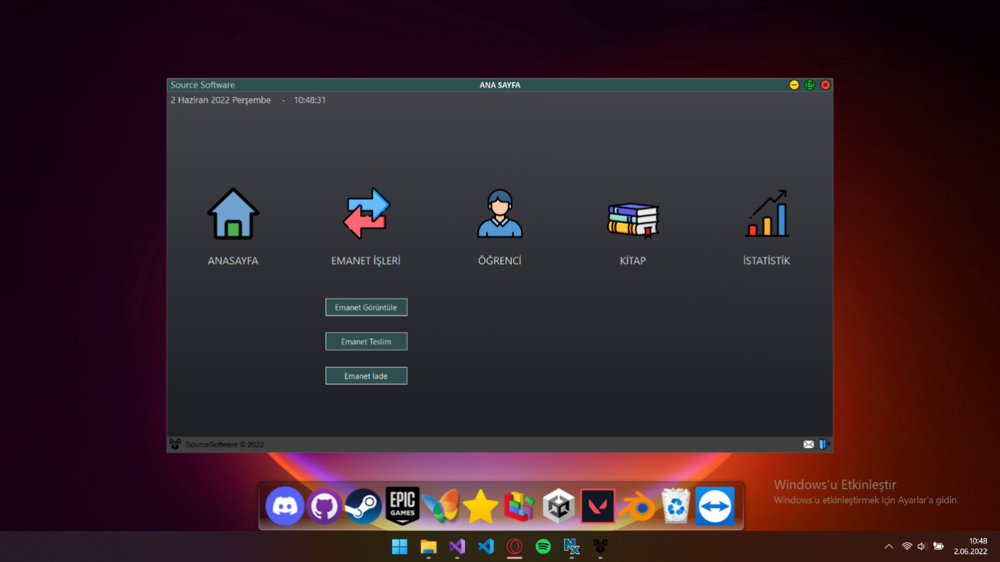 Source Software
ANA SAYFA
2 Haziran 2022 Perşembe - 10:48:31
ANASAYFA
EMANET İŞLERİ
ÖĞRENCİ
KİTAP
İSTATİSTİK
Emanet Görüntüle
Emanet Teslim
Emanet İade
SourceSoftware © 2022
EPIC
GAMES
Windows'u Etkinleştir
Windows'u etkinleştirmek için Ayarlar'a gidin.
10:48
2.06.2022